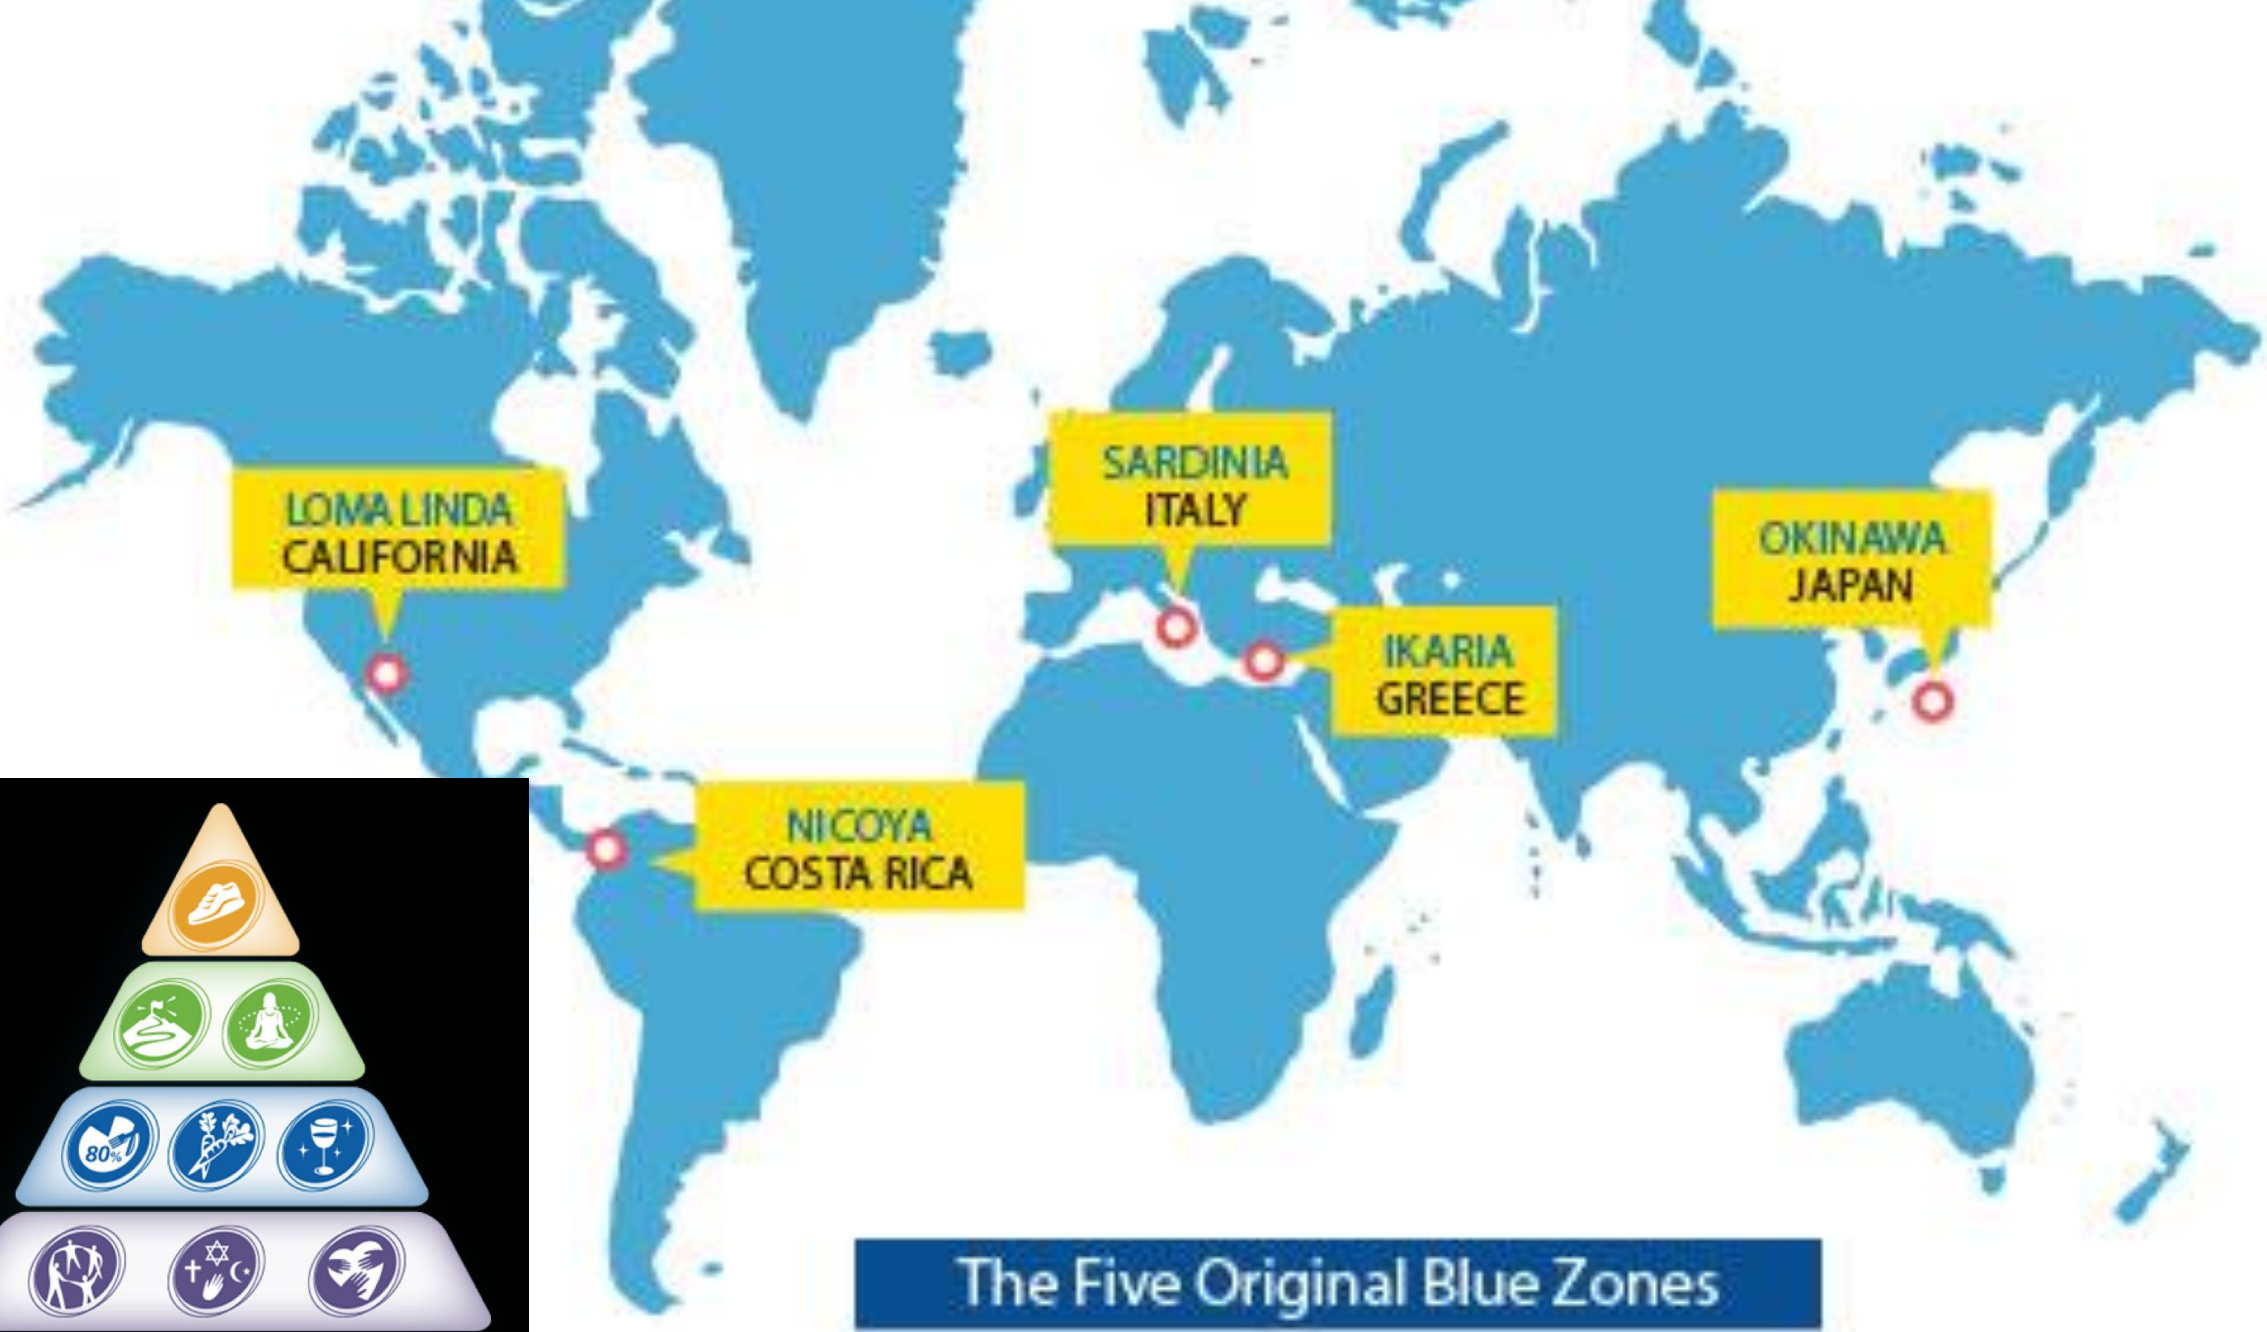 SARDINIA
ITALY
LOMA LINDA
CALIFORNIA
OKINAWA
JAPAN
IKARIA
GREECE
NICOYA
COSTA RICA
80%
The Five Original Blue Zones